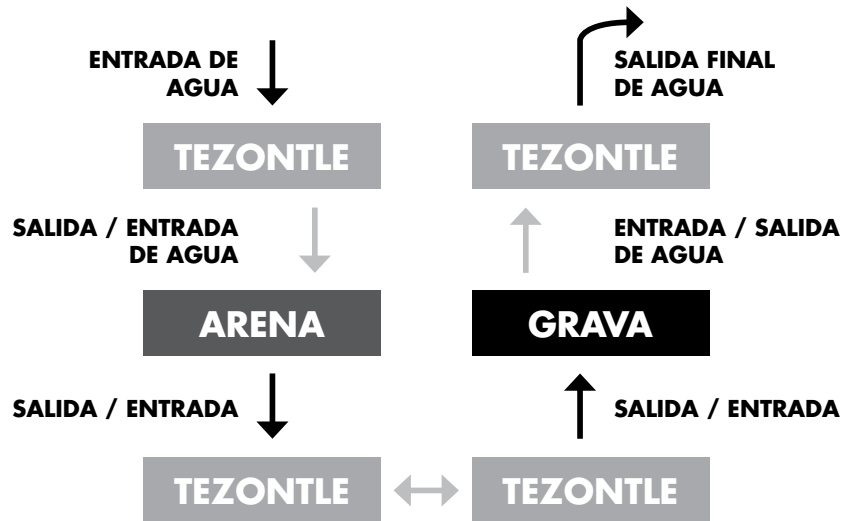 ENTRADA DE
AGUA
TEZONTLE
SALIDA / ENTRADA
DE AGUA
ARENA
SALIDA / ENTRADA
TEZONTLE
SALIDA FINAL
DE AGUA
TEZONTLE
ENTRADA / SALIDA
DE AGUA
GRAVA
SALIDA / ENTRADA
TEZONTLE